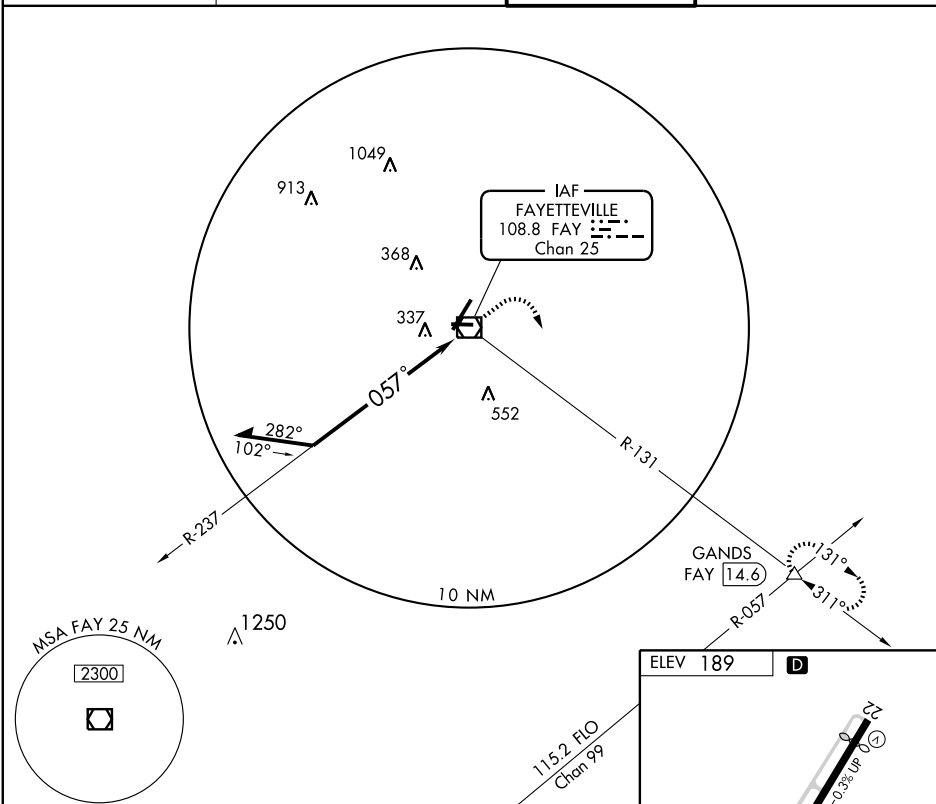 1049
913
IAF
FAYETTEVILLE
108.8 FAY
Chan 25
368
337
057°
552
282°
102°
R-131
R-237
GANDS
FAY 14.6
131°
311°
10 NM
R-057
1250
MSA FAY 25 NM
2300
ELEV 189 D
22
V
115.2 FLO
Chan 99
0.3% UP